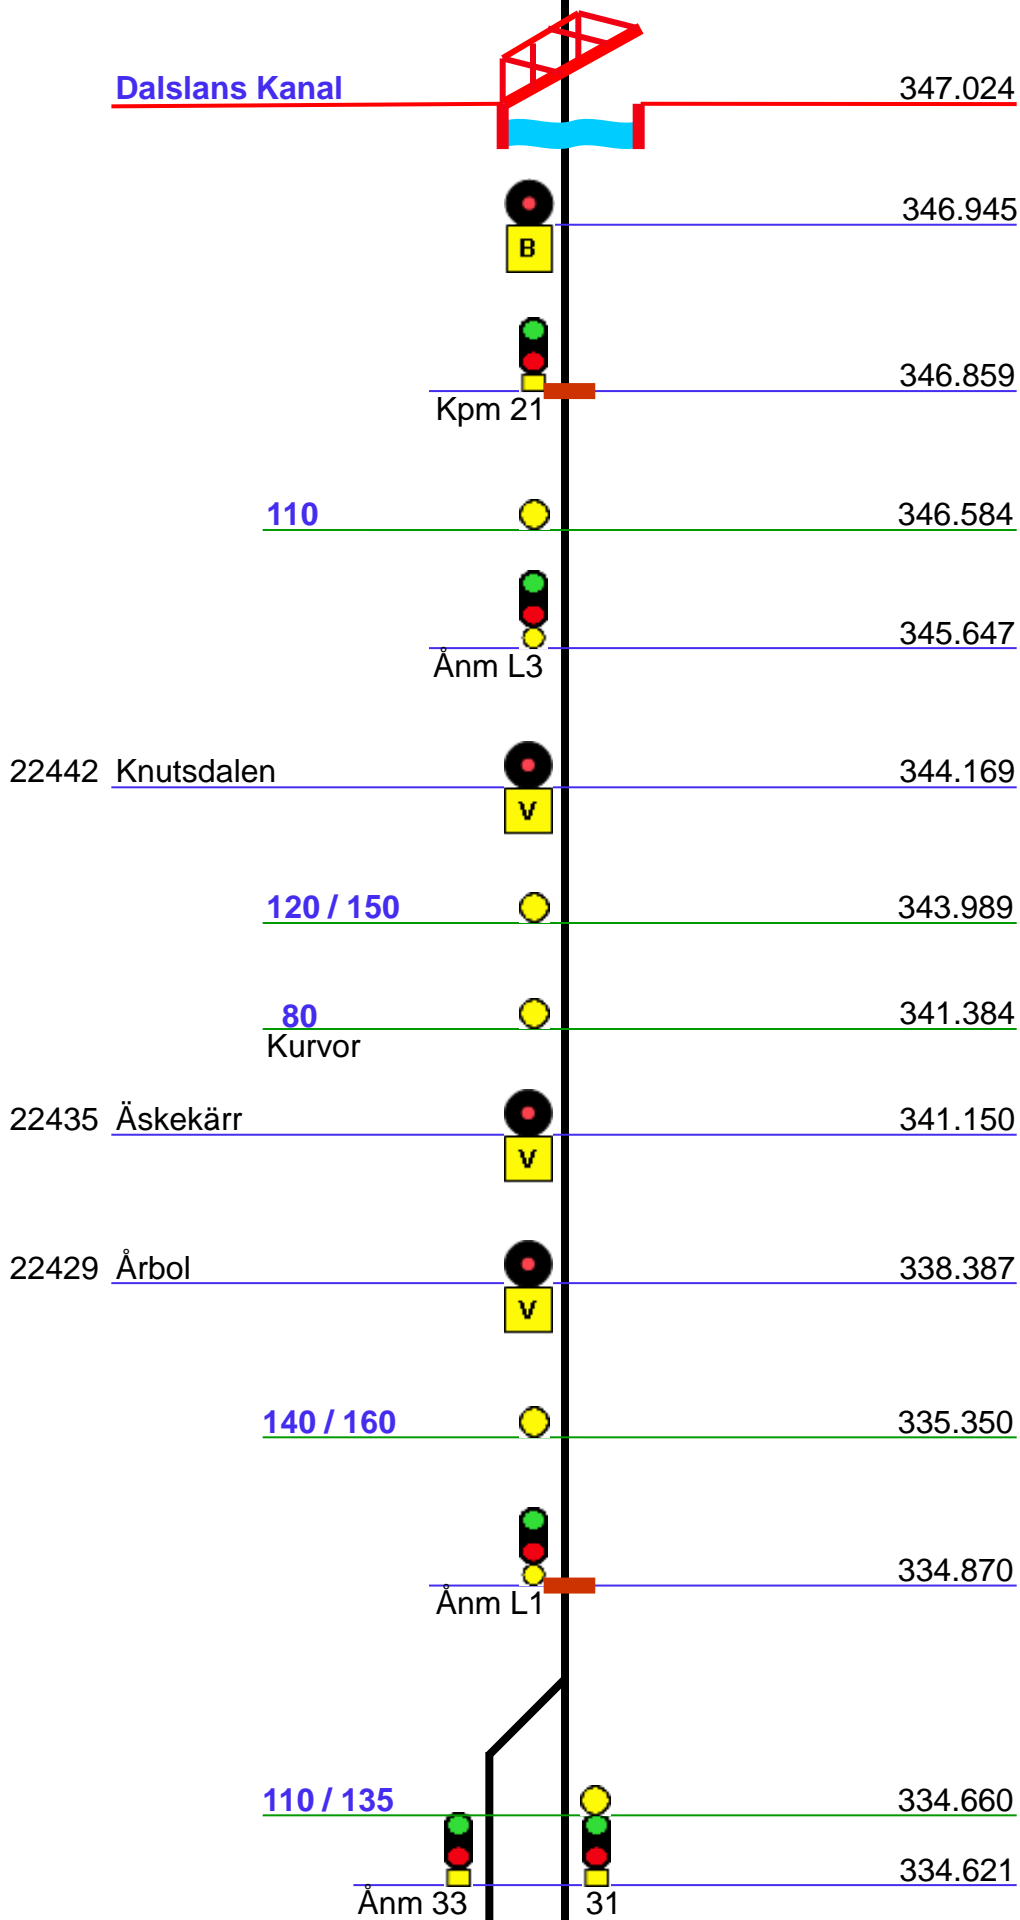 Dalslans Kanal 347.024
346.945
B
346.859
Kpm 21
110 346.584
345.647
Ånm L3
22442 Knutsdalen 344.169
V
120 / 150 343.989
80 341.384
Kurvor
22435 Äskekärr 341.150
V
22429 Årbol 338.387
V
140 / 160 335.350
334.870
Ånm L1
110 / 135 334.660
334.621
Ånm 33 31